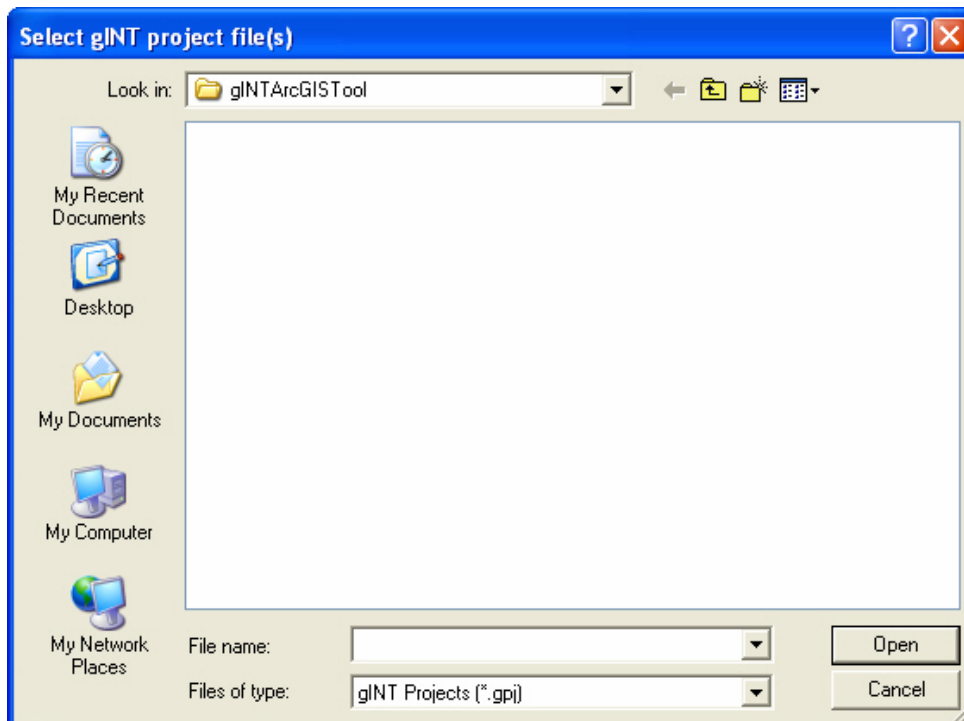 Select gINT project file(s)
Look in:
gINTArcGISTool
My Recent
Documents
Desktop
My Documents
My Computer
My Network
Places
File name:
Open
Files of type:
gINT Projects (*.gpj)
Cancel